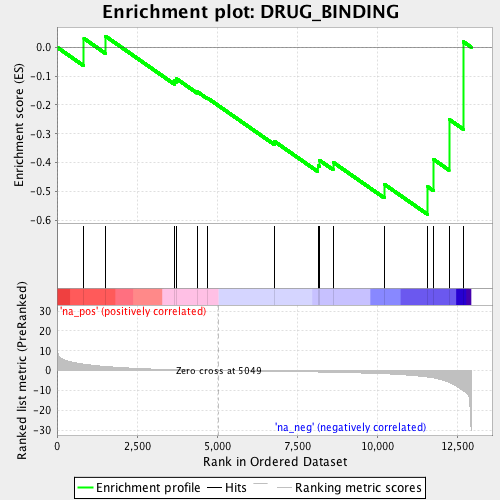 Enrichment plot: DRUG_BINDING
Enrichment score (ES)
0.0
-0.1
-0.2
-0.3
-0.4
-0.5
-0.6
Ranked list metric (PreRanked)
30
20
10
0
-10
-20
-30
'na_pos' (positively correlated)
Zero cross at 5049
'na_neg' (negatively correlated)
0 2,500 5,000 7,500 10,000 12,500
Rank in Ordered Dataset
Enrichment profile Hits Ranking metric scores